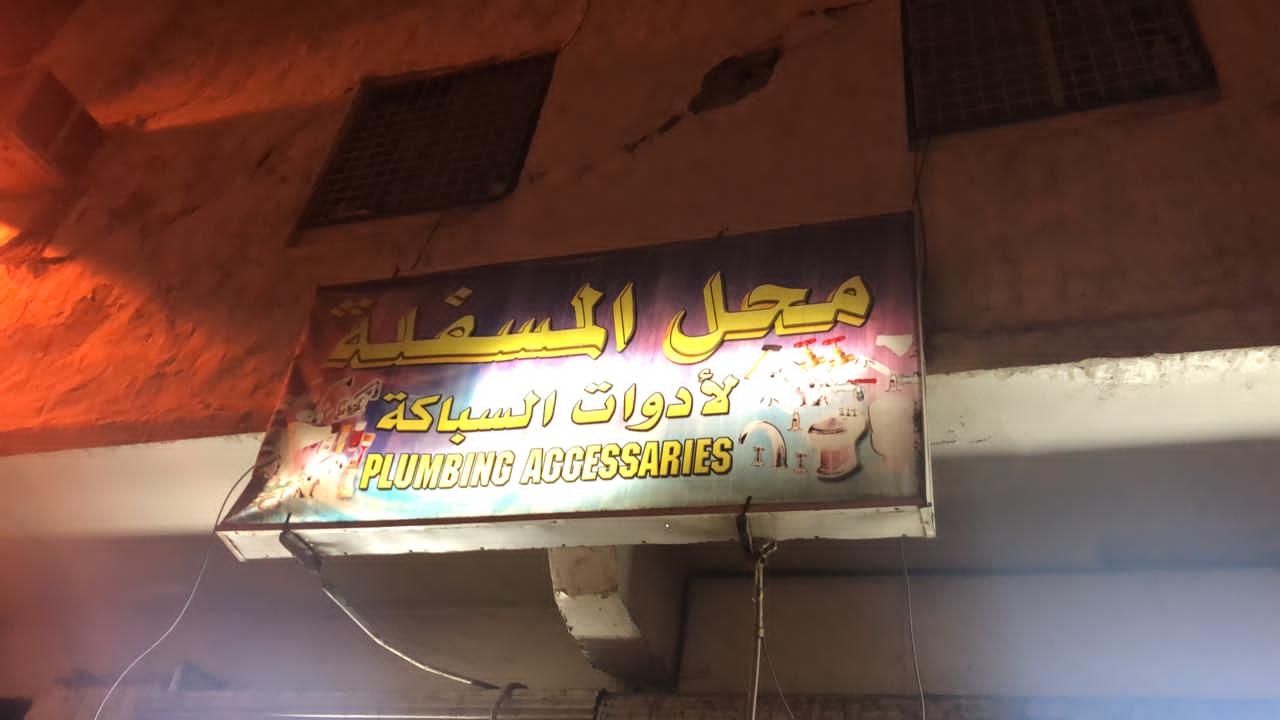 محل المسفلة
لأدوات السباكة
PLUMBING ACCESSARIES